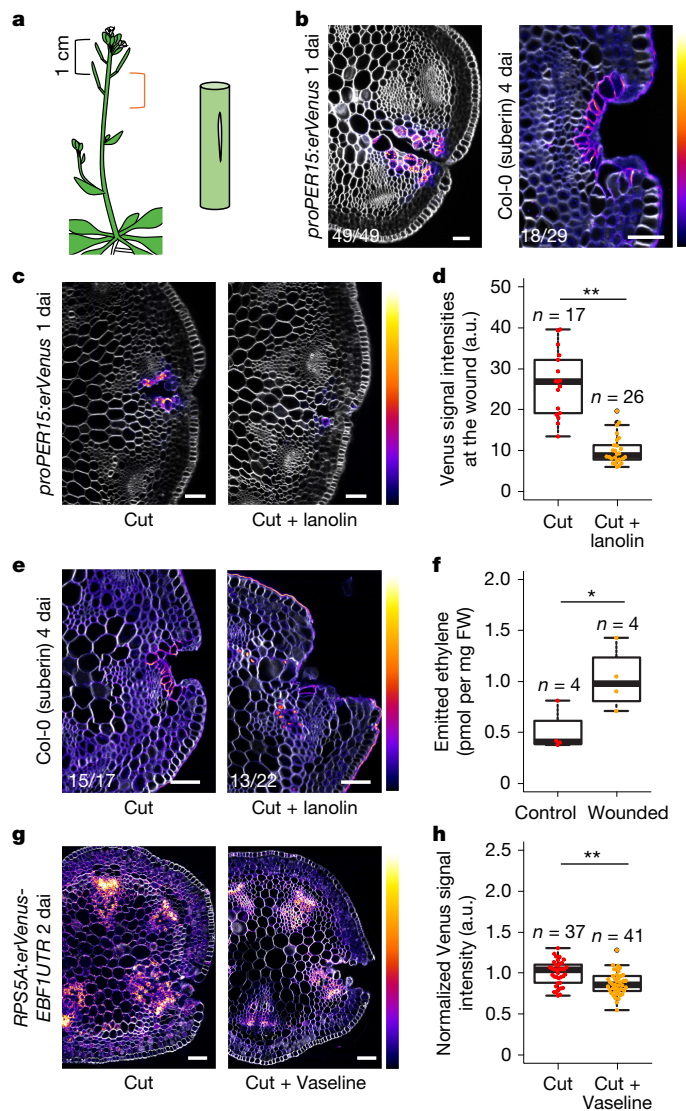 a
1 cm
b
proPER15:erVenus 1 dai
49/49
Col-0 (suberin) 4 dai
18/29
c
proPER15:erVenus 1 dai
Cut
Cut + lanolin
d
Venus signal intensities
at the wound (a.u.)
50
40
30
20
10
0
**
n = 17
n = 26
Cut
Cut +
lanolin
e
Col-0 (suberin) 4 dai
15/17
13/22
Cut
Cut + lanolin
f
Emitted ethylene
(pmol per mg FW)
2.0
1.5
1.0
0.5
0
*
n = 4
n = 4
Control
Wounded
g
RPS5A:erVenus-
EBF1UTR 2 dai
Cut
Cut + Vaseline
h
Normalized Venus signal
intensity (a.u.)
2.5
2.0
1.5
1.0
0.5
0
**
n = 37
n = 41
Cut
Cut +
Vaseline